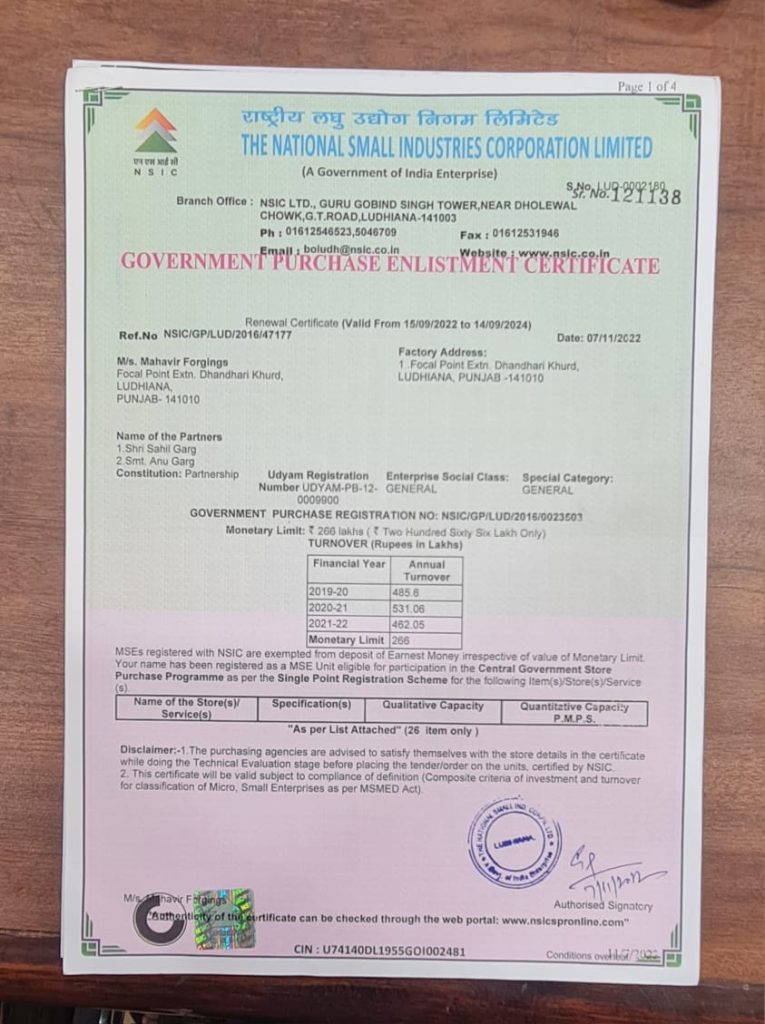 Page 1 of 4
राष्ट्रीय लघु उद्योग निगम लिमिटेड
THE NATIONAL SMALL INDUSTRIES CORPORATION LIMITED
एन एस आई सी
N S I C
(A Government of India Enterprise)
S.No. LUD-0002180
Sr. No. 121138
Branch Office : NSIC LTD., GURU GOBIND SINGH TOWER,NEAR DHOLEWAL
CHOWK,G.T.ROAD,LUDHIANA-141003
Ph : 01612546523,5046709 Fax : 01612531946
Email : boludh@nsic.co.in Website : www.nsic.co.in
GOVERNMENT PURCHASE ENLISTMENT CERTIFICATE
Renewal Certificate (Valid From 15/09/2022 to 14/09/2024)
Ref.No NSIC/GP/LUD/2016/47177 Date: 07/11/2022
M/s. Mahavir Forgings
Focal Point Extn. Dhandhari Khurd,
LUDHIANA,
PUNJAB- 141010
Factory Address:
1 .Focal Point Extn. Dhandhari Khurd,
LUDHIANA, PUNJAB -141010
Name of the Partners
1.Shri Sahil Garg
2.Smt. Anu Garg
Constitution: Partnership
Udyam Registration
Number UDYAM-PB-12-
0009900
Enterprise Social Class:
GENERAL
Special Category:
GENERAL
GOVERNMENT PURCHASE REGISTRATION NO: NSIC/GP/LUD/2016/0023503
Monetary Limit: ₹ 266 lakhs ( ₹ Two Hundred Sixty Six Lakh Only)
TURNOVER (Rupees in Lakhs)
Financial Year Annual Turnover
2019-20 485.6
2020-21 531.06
2021-22 462.05
Monetary Limit 266
MSEs registered with NSIC are exempted from deposit of Earnest Money irrespective of value of Monetary Limit.
Your name has been registered as a MSE Unit eligible for participation in the Central Government Store
Purchase Programme as per the Single Point Registration Scheme for the following Item(s)/Store(s)/Service
(s).
Name of the Store(s)/ Service(s) Specification(s) Qualitative Capacity Quantitative Capacity P.M.P.S.
"As per List Attached" (26 item only )
Disclaimer:-1.The purchasing agencies are advised to satisfy themselves with the store details in the certificate
while doing the Technical Evaluation stage before placing the tender/order on the units, certified by NSIC.
2. This certificate will be valid subject to compliance of definition (Composite criteria of investment and turnover
for classification of Micro, Small Enterprises as per MSMED Act).
THE NATIONAL SMALL IND. CORPN. LTD.
LUDHIANA
A Govt. of India Enterprise
7/11/2022
Authorised Signatory
M/s. Mahavir Forgings
"Authenticity of the certificate can be checked through the web portal: www.nsicspronline.com"
CIN : U74140DL1955GOI002481
Conditions overleaf